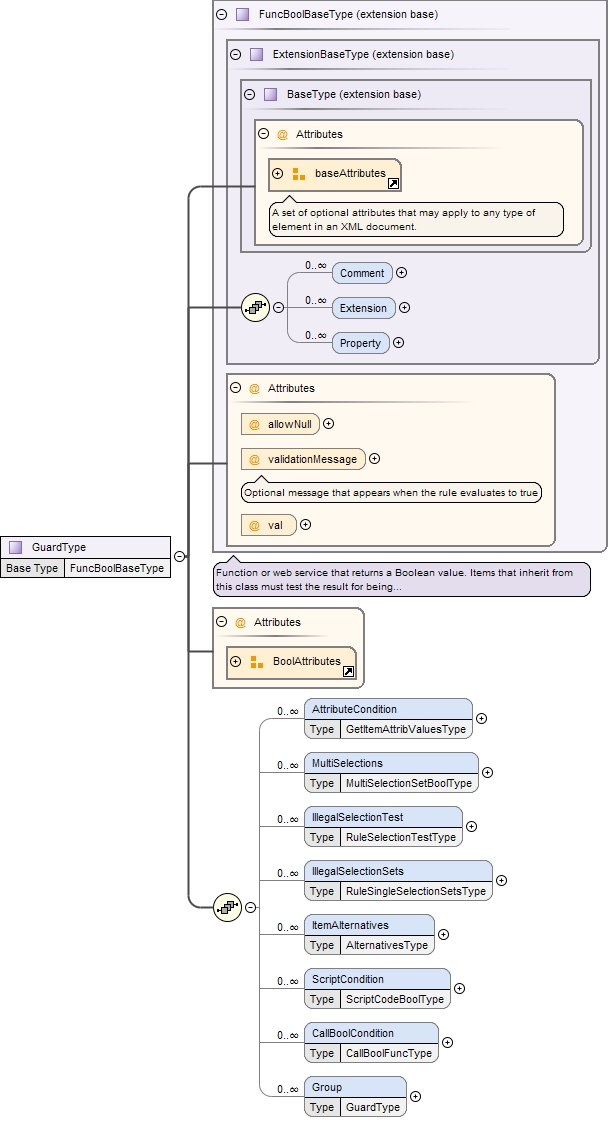 FuncBoolBaseType (extension base)
ExtensionBaseType (extension base)
BaseType (extension base)
@ Attributes
baseAttributes
A set of optional attributes that may apply to any type of
element in an XML document.
0..∞ Comment
0..∞ Extension
0..∞ Property
@ Attributes
@ allowNull
@ validationMessage
Optional message that appears when the rule evaluates to true
@ val
GuardType
Base Type FuncBoolBaseType
Function or web service that returns a Boolean value. Items that inherit from
this class must test the result for being...
@ Attributes
BoolAttributes
0..∞ AttributeCondition
Type GetItemAttribValuesType
0..∞ MultiSelections
Type MultiSelectionSetBoolType
0..∞ IllegalSelectionTest
Type RuleSelectionTestType
0..∞ IllegalSelectionSets
Type RuleSingleSelectionSetsType
0..∞ ItemAlternatives
Type AlternativesType
0..∞ ScriptCondition
Type ScriptCodeBoolType
0..∞ CallBoolCondition
Type CallBoolFuncType
0..∞ Group
Type GuardType